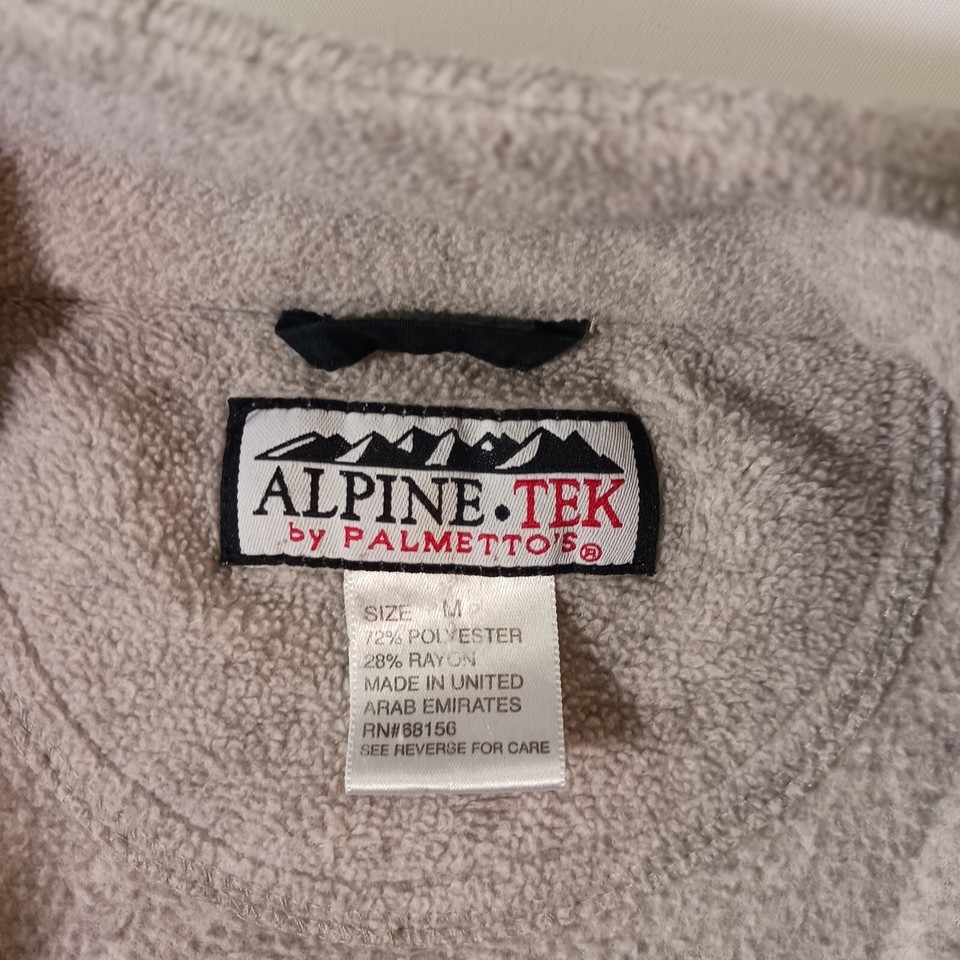 ALPINE•TEK
by PALMETTO'S®
SIZE M
72% POLYESTER
28% RAYON
MADE IN UNITED
ARAB EMIRATES
RN#68156
SEE REVERSE FOR CARE